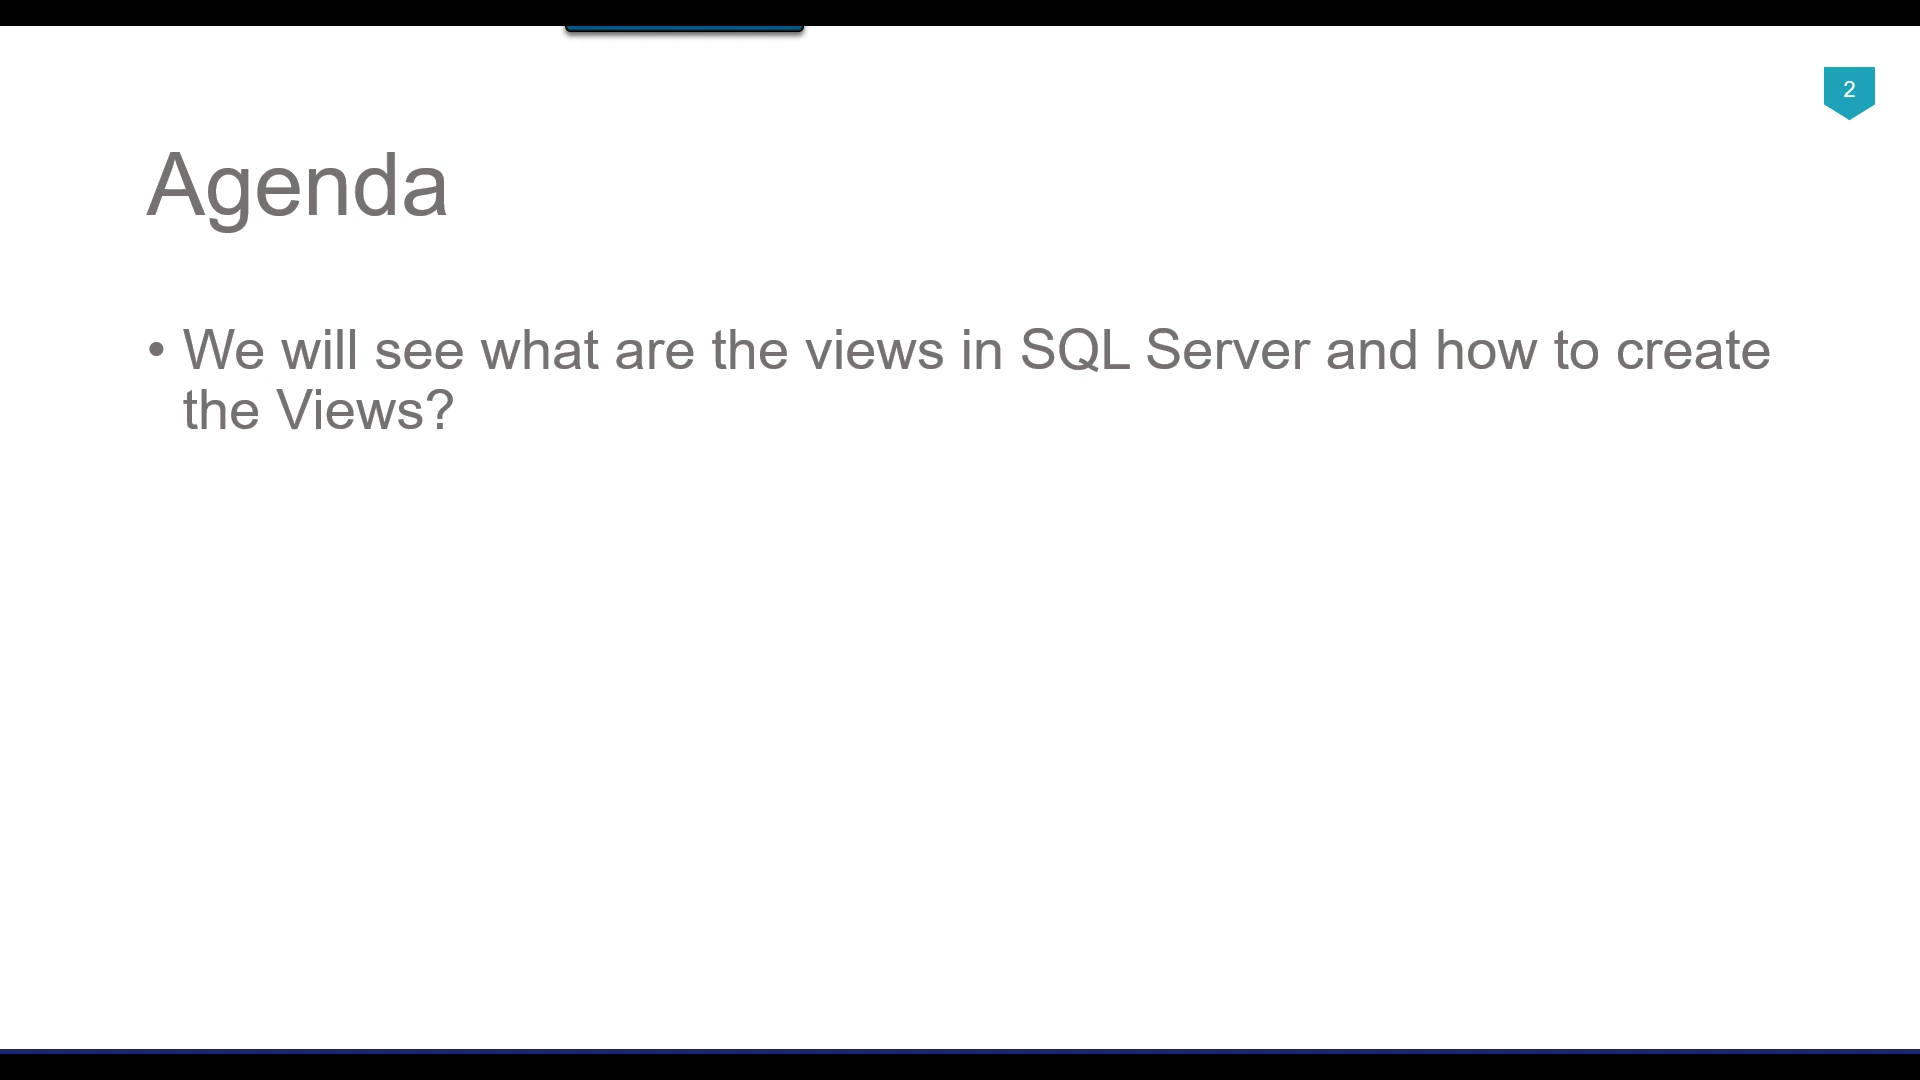 2
Agenda
• We will see what are the views in SQL Server and how to create
the Views?